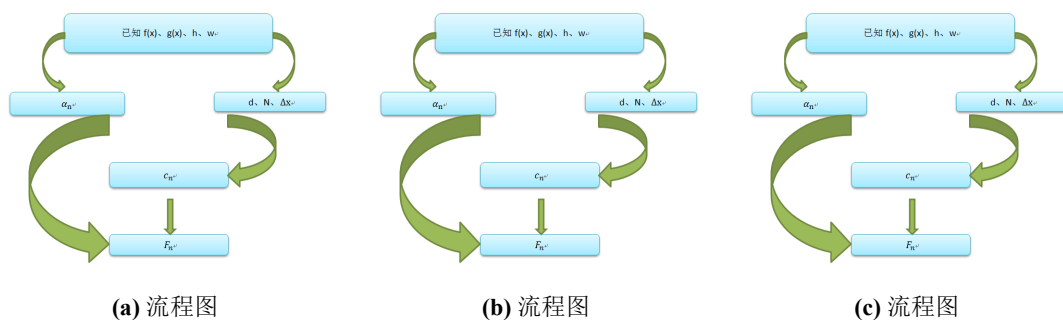 已知 f(x)、g(x)、h、w
αn
d、N、Δx
cn
Fn
(a) 流程图
已知 f(x)、g(x)、h、w
αn
d、N、Δx
cn
Fn
(b) 流程图
已知 f(x)、g(x)、h、w
αn
d、N、Δx
cn
Fn
(c) 流程图